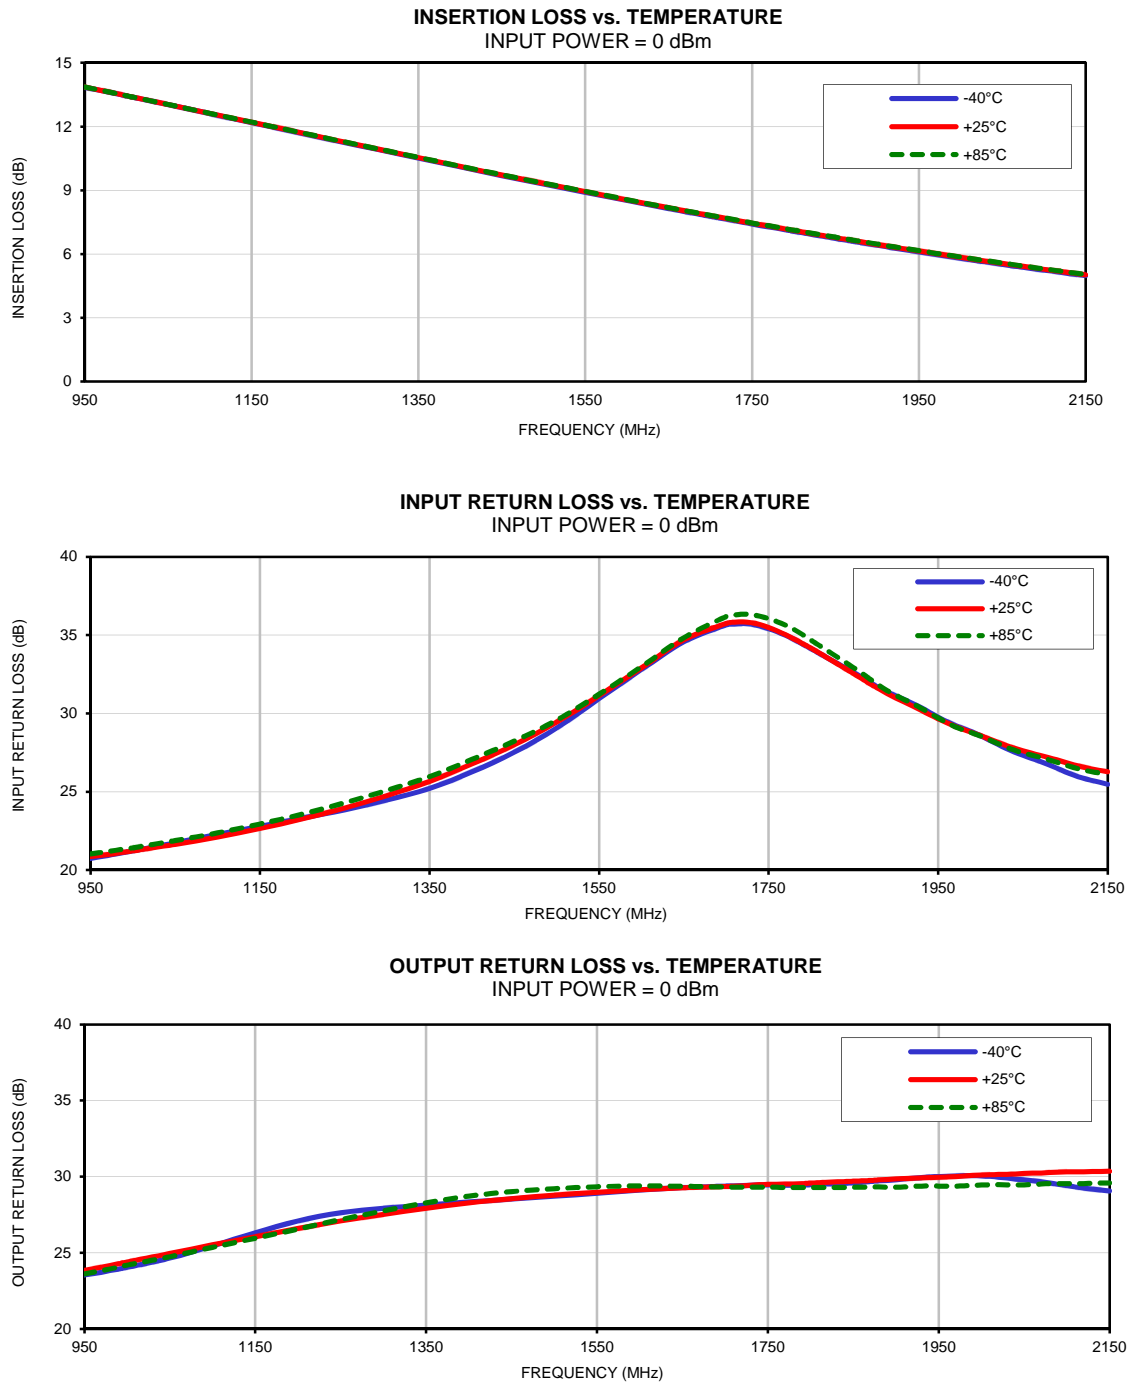 INSERTION LOSS vs. TEMPERATURE
INPUT POWER = 0 dBm
15
12
9
6
3
0
INSERTION LOSS (dB)
-40°C
+25°C
+85°C
950 1150 1350 1550 1750 1950 2150
FREQUENCY (MHz)
INPUT RETURN LOSS vs. TEMPERATURE
INPUT POWER = 0 dBm
40
35
30
25
20
INPUT RETURN LOSS (dB)
-40°C
+25°C
+85°C
950 1150 1350 1550 1750 1950 2150
FREQUENCY (MHz)
OUTPUT RETURN LOSS vs. TEMPERATURE
INPUT POWER = 0 dBm
40
35
30
25
20
OUTPUT RETURN LOSS (dB)
-40°C
+25°C
+85°C
950 1150 1350 1550 1750 1950 2150
FREQUENCY (MHz)